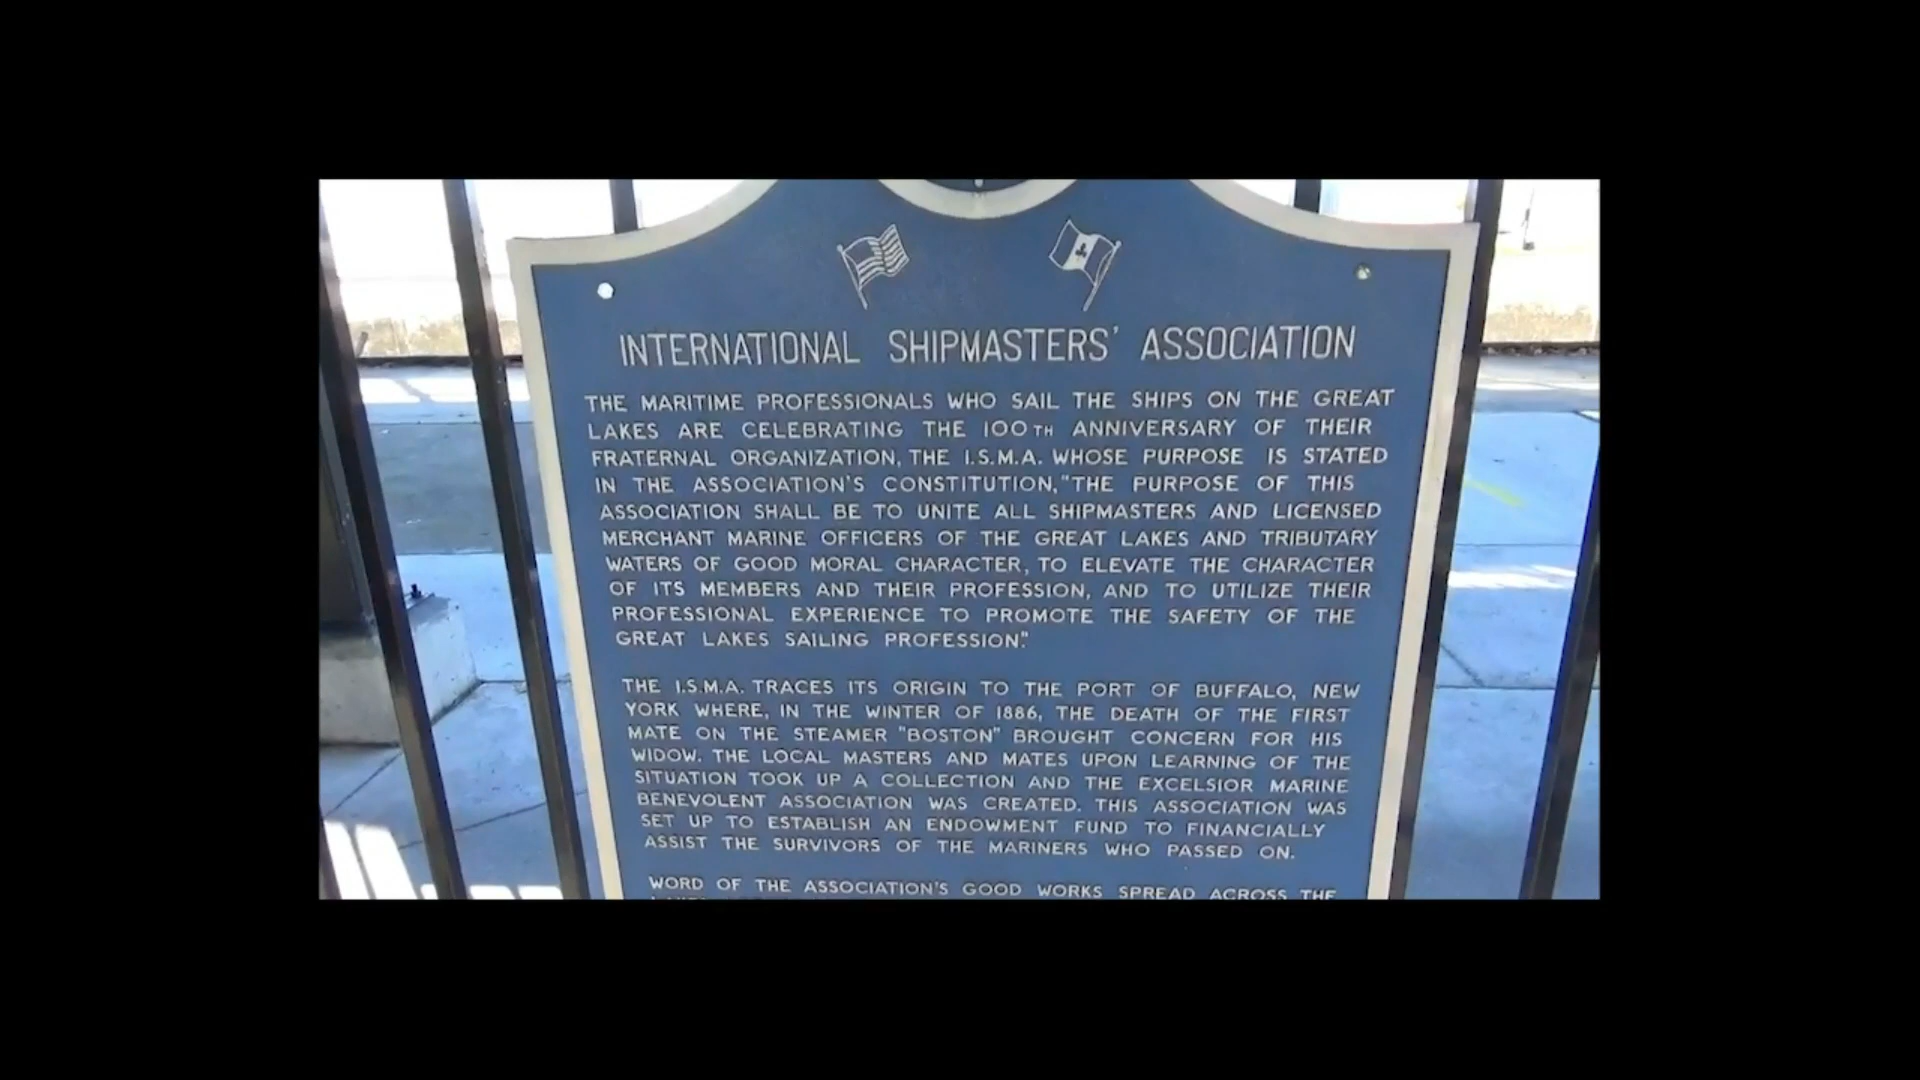 INTERNATIONAL SHIPMASTERS' ASSOCIATION
THE MARITIME PROFESSIONALS WHO SAIL THE SHIPS ON THE GREAT
LAKES ARE CELEBRATING THE 100TH ANNIVERSARY OF THEIR
FRATERNAL ORGANIZATION, THE I.S.M.A. WHOSE PURPOSE IS STATED
IN THE ASSOCIATION'S CONSTITUTION, "THE PURPOSE OF THIS
ASSOCIATION SHALL BE TO UNITE ALL SHIPMASTERS AND LICENSED
MERCHANT MARINE OFFICERS OF THE GREAT LAKES AND TRIBUTARY
WATERS OF GOOD MORAL CHARACTER, TO ELEVATE THE CHARACTER
OF ITS MEMBERS AND THEIR PROFESSION, AND TO UTILIZE THEIR
PROFESSIONAL EXPERIENCE TO PROMOTE THE SAFETY OF THE
GREAT LAKES SAILING PROFESSION."
THE I.S.M.A. TRACES ITS ORIGIN TO THE PORT OF BUFFALO, NEW
YORK WHERE, IN THE WINTER OF 1886, THE DEATH OF THE FIRST
MATE ON THE STEAMER "BOSTON" BROUGHT CONCERN FOR HIS
WIDOW. THE LOCAL MASTERS AND MATES UPON LEARNING OF THE
SITUATION TOOK UP A COLLECTION AND THE EXCELSIOR MARINE
BENEVOLENT ASSOCIATION WAS CREATED. THIS ASSOCIATION WAS
SET UP TO ESTABLISH AN ENDOWMENT FUND TO FINANCIALLY
ASSIST THE SURVIVORS OF THE MARINERS WHO PASSED ON.
WORD OF THE ASSOCIATION'S GOOD WORKS SPREAD ACROSS THE